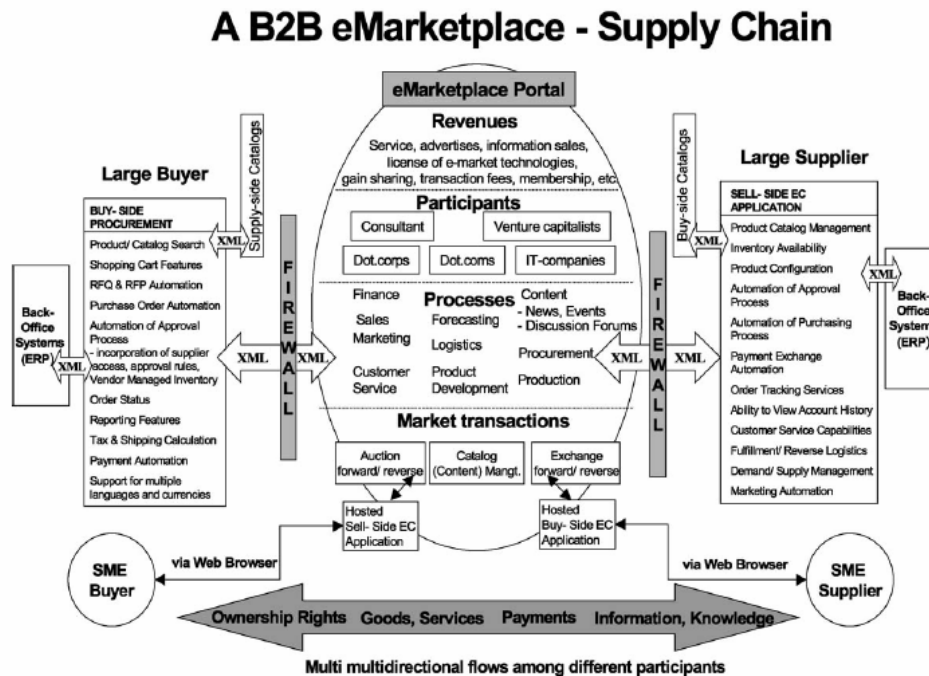 A B2B eMarketplace - Supply Chain
eMarketplace Portal
Revenues
Service, advertises, information sales,
license of e-market technologies,
gain sharing, transaction fees, membership, etc.
Participants
Consultant
Venture capitalists
Dot.corps
Dot.coms
IT-companies
Processes
Finance
Sales
Marketing
Customer
Service
Forecasting
Logistics
Product
Development
Content
- News, Events
- Discussion Forums
Procurement
Production
Market transactions
Auction
forward/ reverse
Catalog
(Content) Mangt.
Exchange
forward/ reverse
Hosted
Sell- Side EC
Application
Hosted
Buy- Side EC
Application
Large Buyer
BUY- SIDE
PROCUREMENT
Product/ Catalog Search
Shopping Cart Features
RFQ & RFP Automation
Purchase Order Automation
Automation of Approval
Process
- incorporation of supplier
access, approval rules,
Vendor Managed Inventory
Order Status
Reporting Features
Tax & Shipping Calculation
Payment Automation
Support for multiple
languages and currencies
Supply-side Catalogs
XML
Back-
Office
Systems
(ERP)
XML
FIREWALL
XML
XML
Large Supplier
SELL- SIDE EC
APPLICATION
Product Catalog Management
Inventory Availability
Product Configuration
Automation of Approval
Process
Automation of Purchasing
Process
Payment Exchange
Automation
Order Tracking Services
Ability to View Account History
Customer Service Capabilities
Fulfillment/ Reverse Logistics
Demand/ Supply Management
Marketing Automation
Buy-side Catalogs
XML
XML
Back-
Office
Systems
(ERP)
FIREWALL
XML
XML
SME
Buyer
via Web Browser
via Web Browser
SME
Supplier
Ownership Rights Goods, Services Payments Information, Knowledge
Multi multidirectional flows among different participants